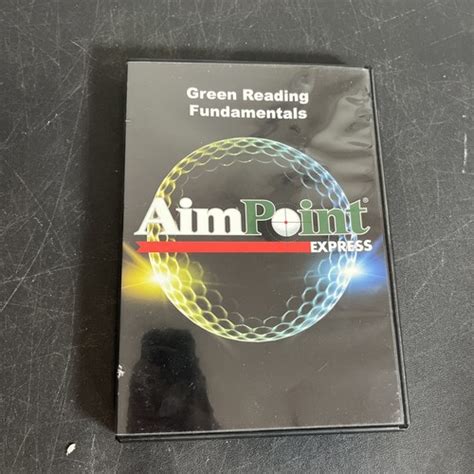 Green Reading
Fundamentals
AimPoint®
EXPRESS